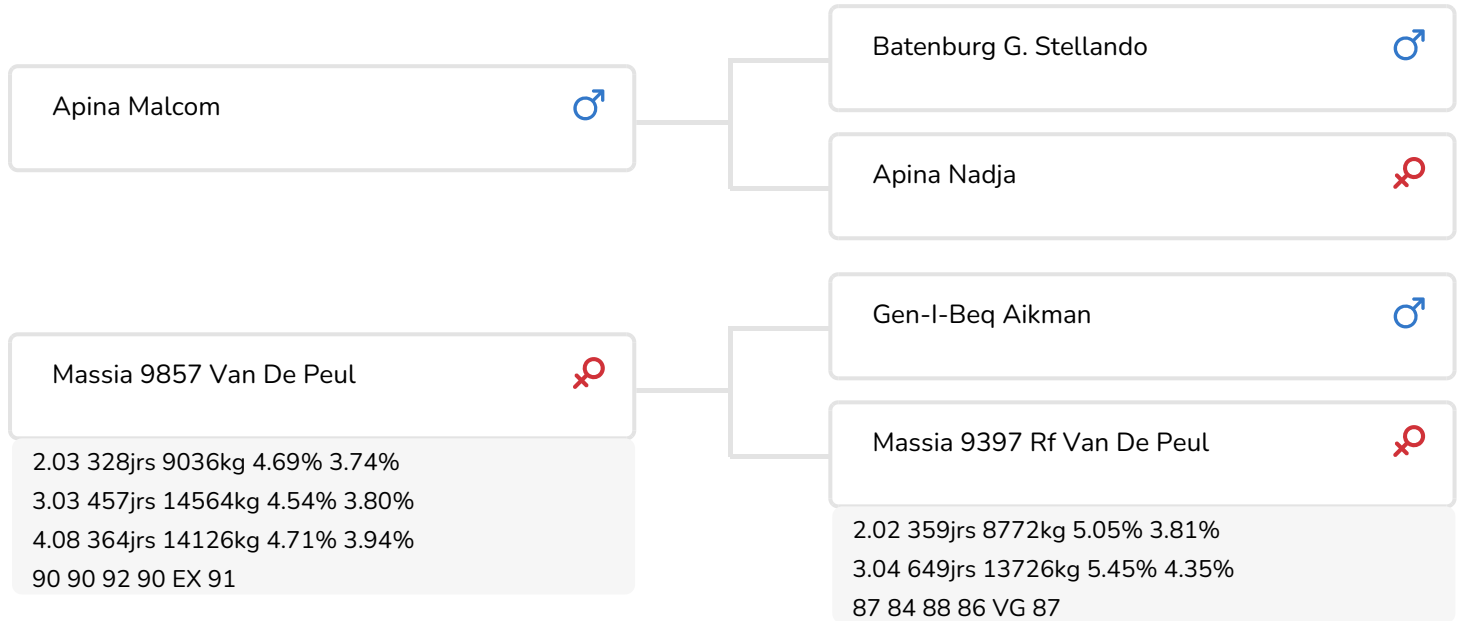 Batenburg G. Stellando
Apina Malcom
Apina Nadja
Gen-I-Beq Aikman
Massia 9857 Van De Peul
2.03 328jrs 9036kg 4.69% 3.74%
3.03 457jrs 14564kg 4.54% 3.80%
4.08 364jrs 14126kg 4.71% 3.94%
90 90 92 90 EX 91
Massia 9397 Rf Van De Peul
2.02 359jrs 8772kg 5.05% 3.81%
3.04 649jrs 13726kg 5.45% 4.35%
87 84 88 86 VG 87